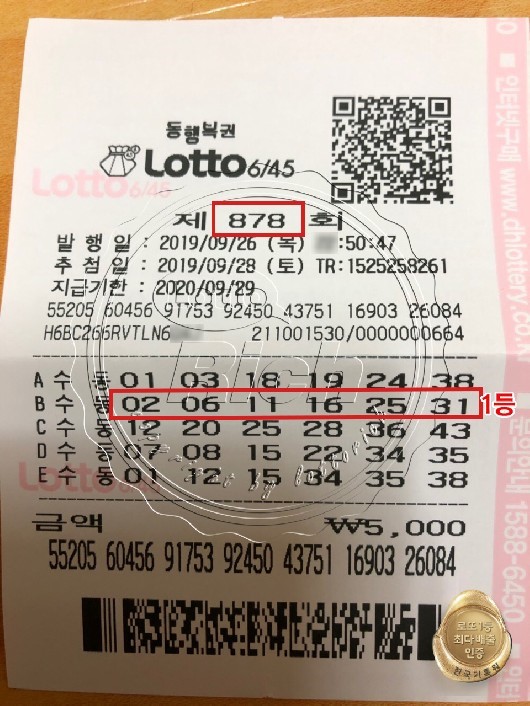 동행복권
Lotto 6/45
제 878 회
발 행 일 : 2019/09/26 (목) :50:47
추 첨 일 : 2019/09/28 (토) TR:1525258261
지급기한 : 2020/09/29
55205 60456 91753 92450 43751 16903 26084
H6BC266RVTLN6 211001530/0000000664
A 수 동 01 03 18 19 24 38
B 수 동 02 06 11 16 25 31 1등
C 수 동 12 20 25 28 36 43
D 수 동 07 08 15 22 34 35
E 수 동 01 12 15 34 35 38
금액 ₩5,000
55205 60456 91753 92450 43751 16903 26084
Lotto 6/45
Lotto 6/45
인터넷구매 www.dhlottery.co.kr
문의안내 1588-6450
Rich
로또1등
최다배출
인증
한국기록원